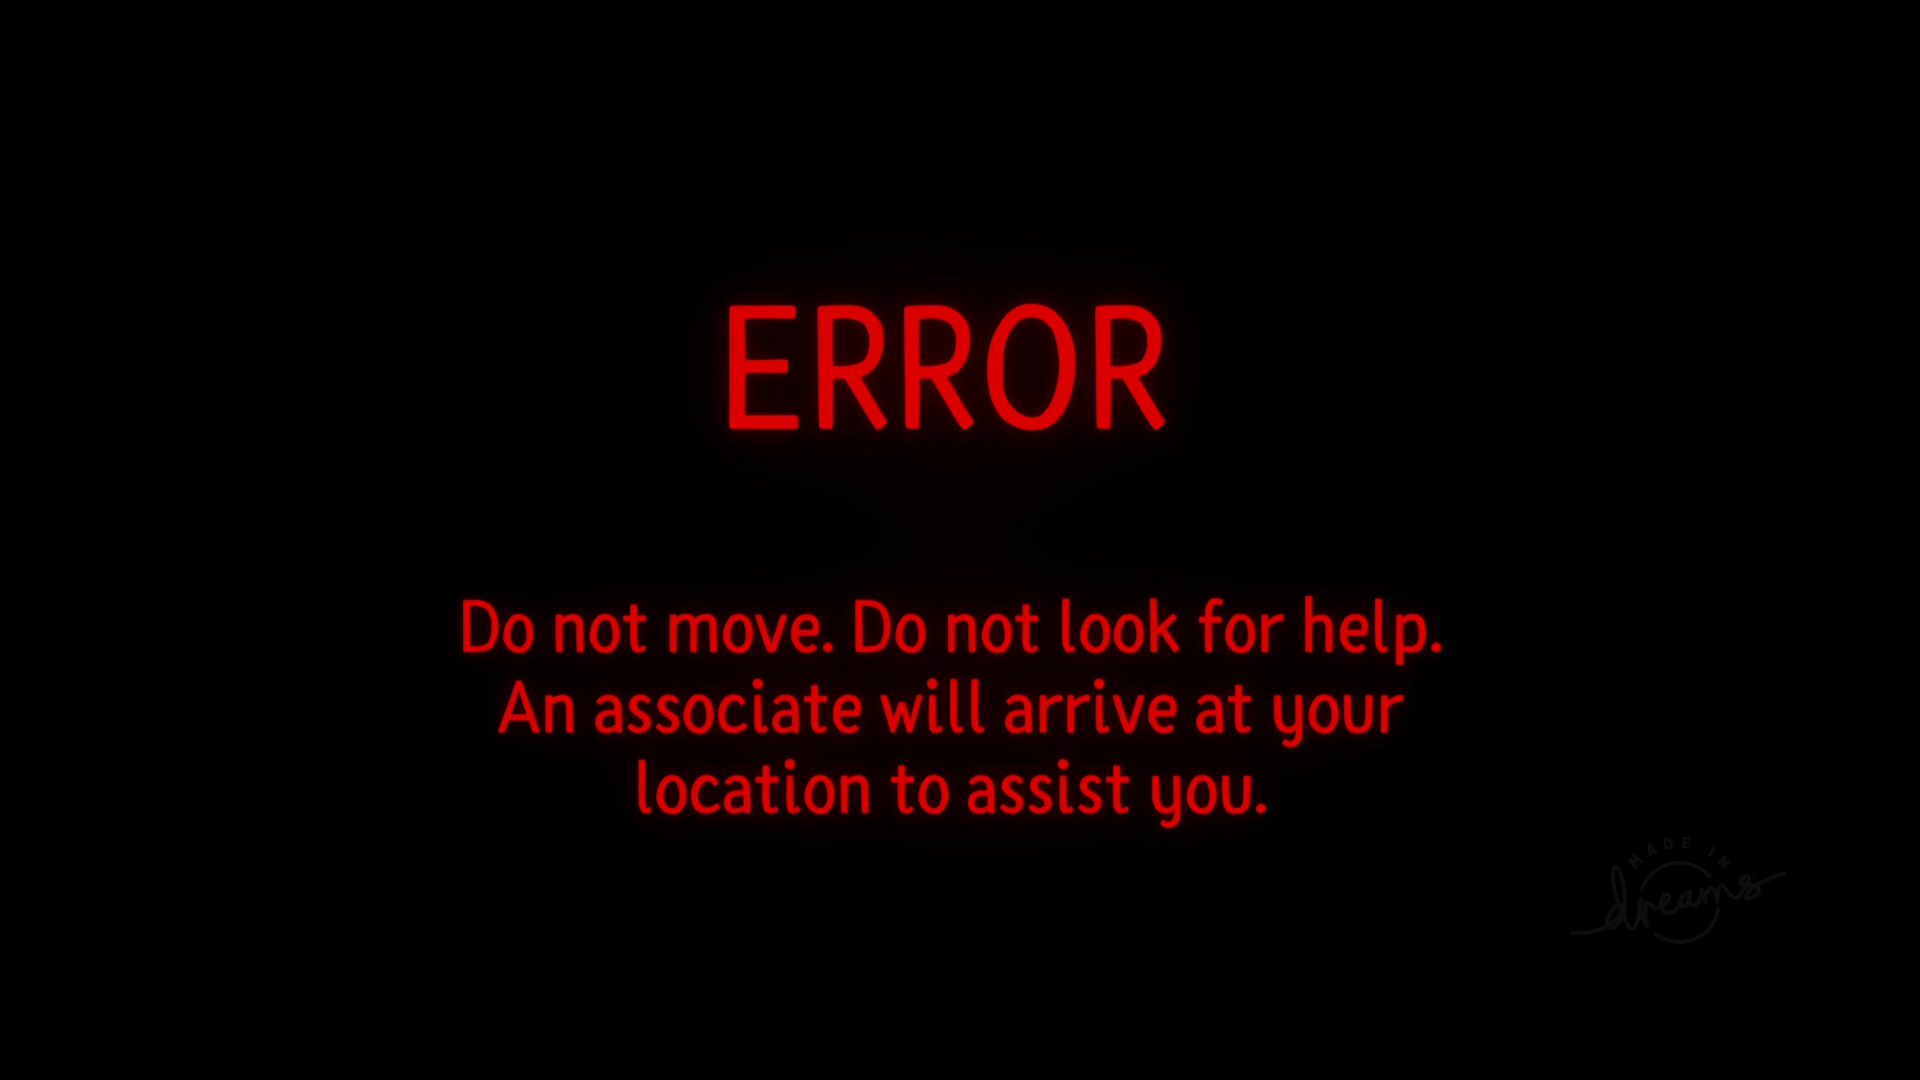 ERROR
Do not move. Do not look for help.
An associate will arrive at your
location to assist you.
MADE IN
dreams